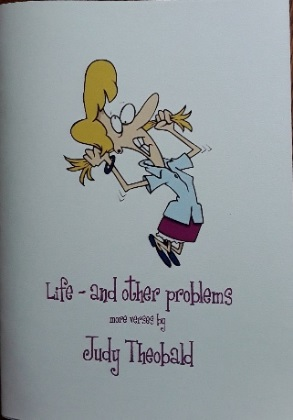 Life - and other problems
more verses by
Judy Theobald